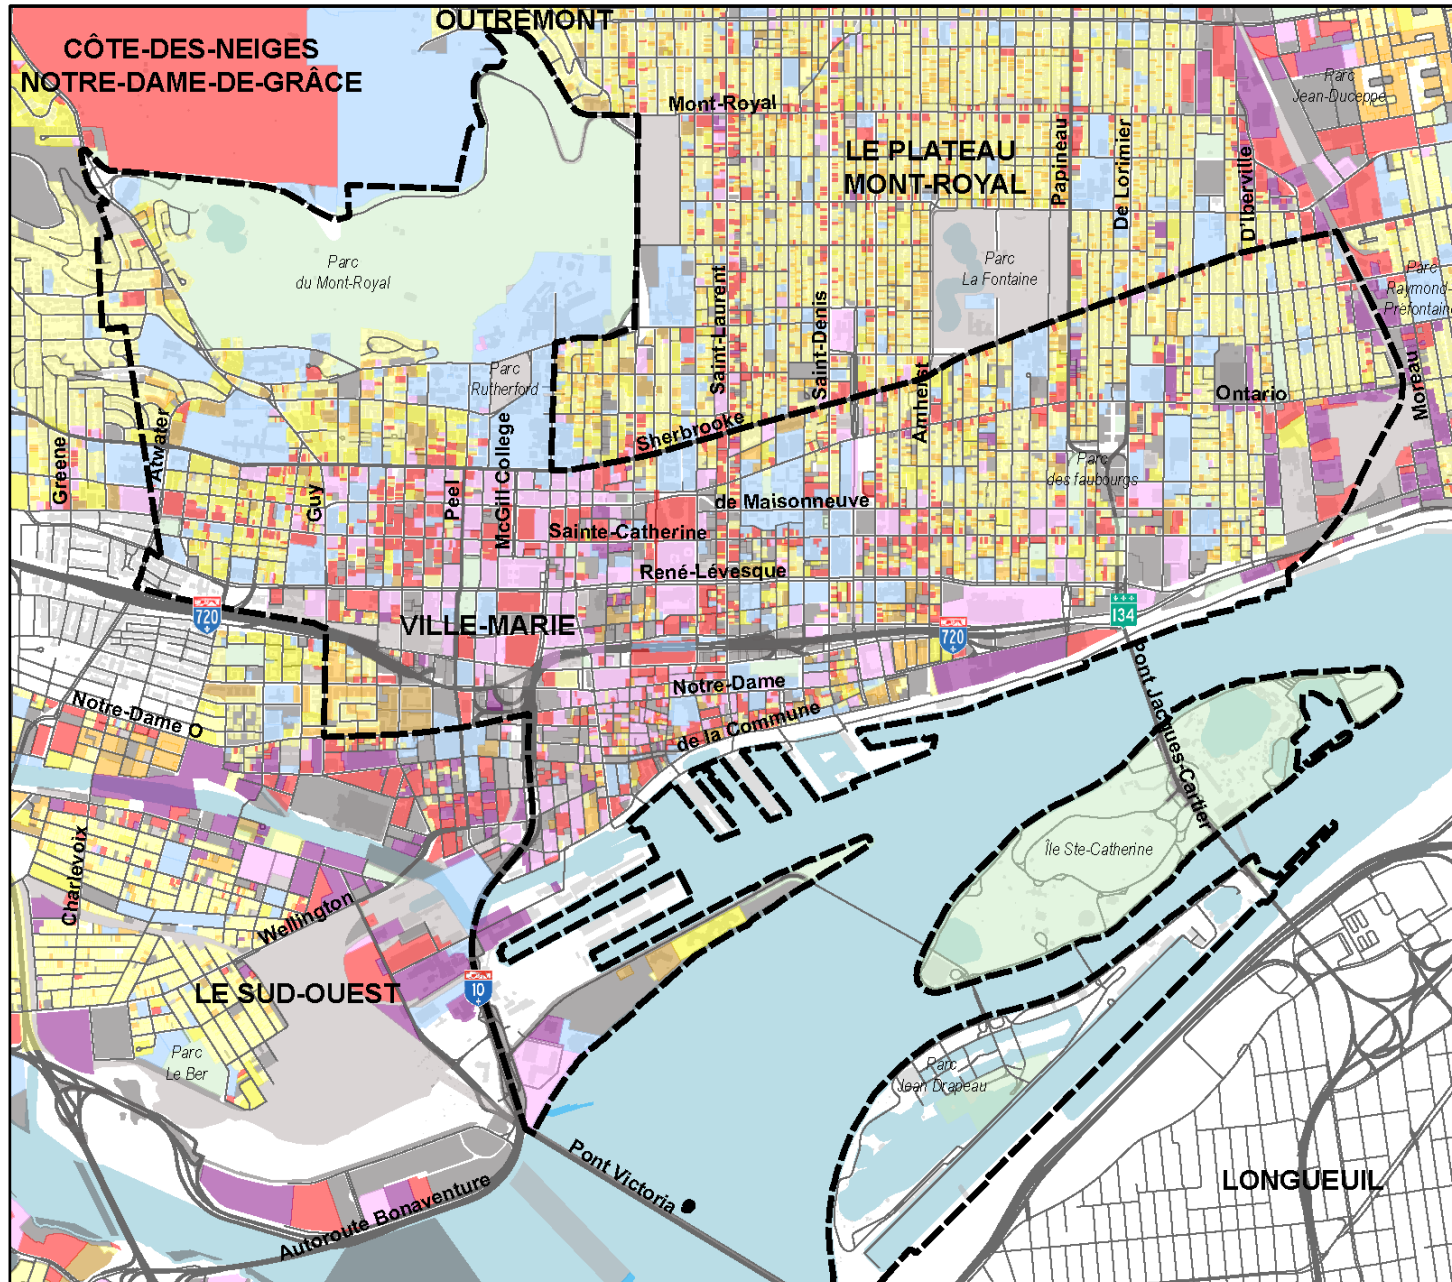 OUTREMONT
CÔTE-DES-NEIGES
NOTRE-DAME-DE-GRÂCE
Mont-Royal
Parc
Jean-Duceppe
LE PLATEAU
MONT-ROYAL
Papineau
De Lorimier
D'Iberville
Parc
du Mont-Royal
Parc
La Fontaine
Parc
Raymond-
Préfontaine
Saint-Laurent
Saint-Denis
Amherst
Parc
Rutherford
Ontario
Moreau
Greene
Atwater
Guy
Peel
McGill College
Sherbrooke
Parc
des faubourgs
de Maisonneuve
Sainte-Catherine
René-Lévesque
720
VILLE-MARIE
134
720
Notre-Dame
Notre-Dame O
de la Commune
Pont Jacques-Cartier
Île Ste-Catherine
Charlevoix
Wellington
LE SUD-OUEST
10
Parc
Le Ber
Parc
Jean Drapeau
Pont Victoria
Autoroute Bonaventure
LONGUEUIL